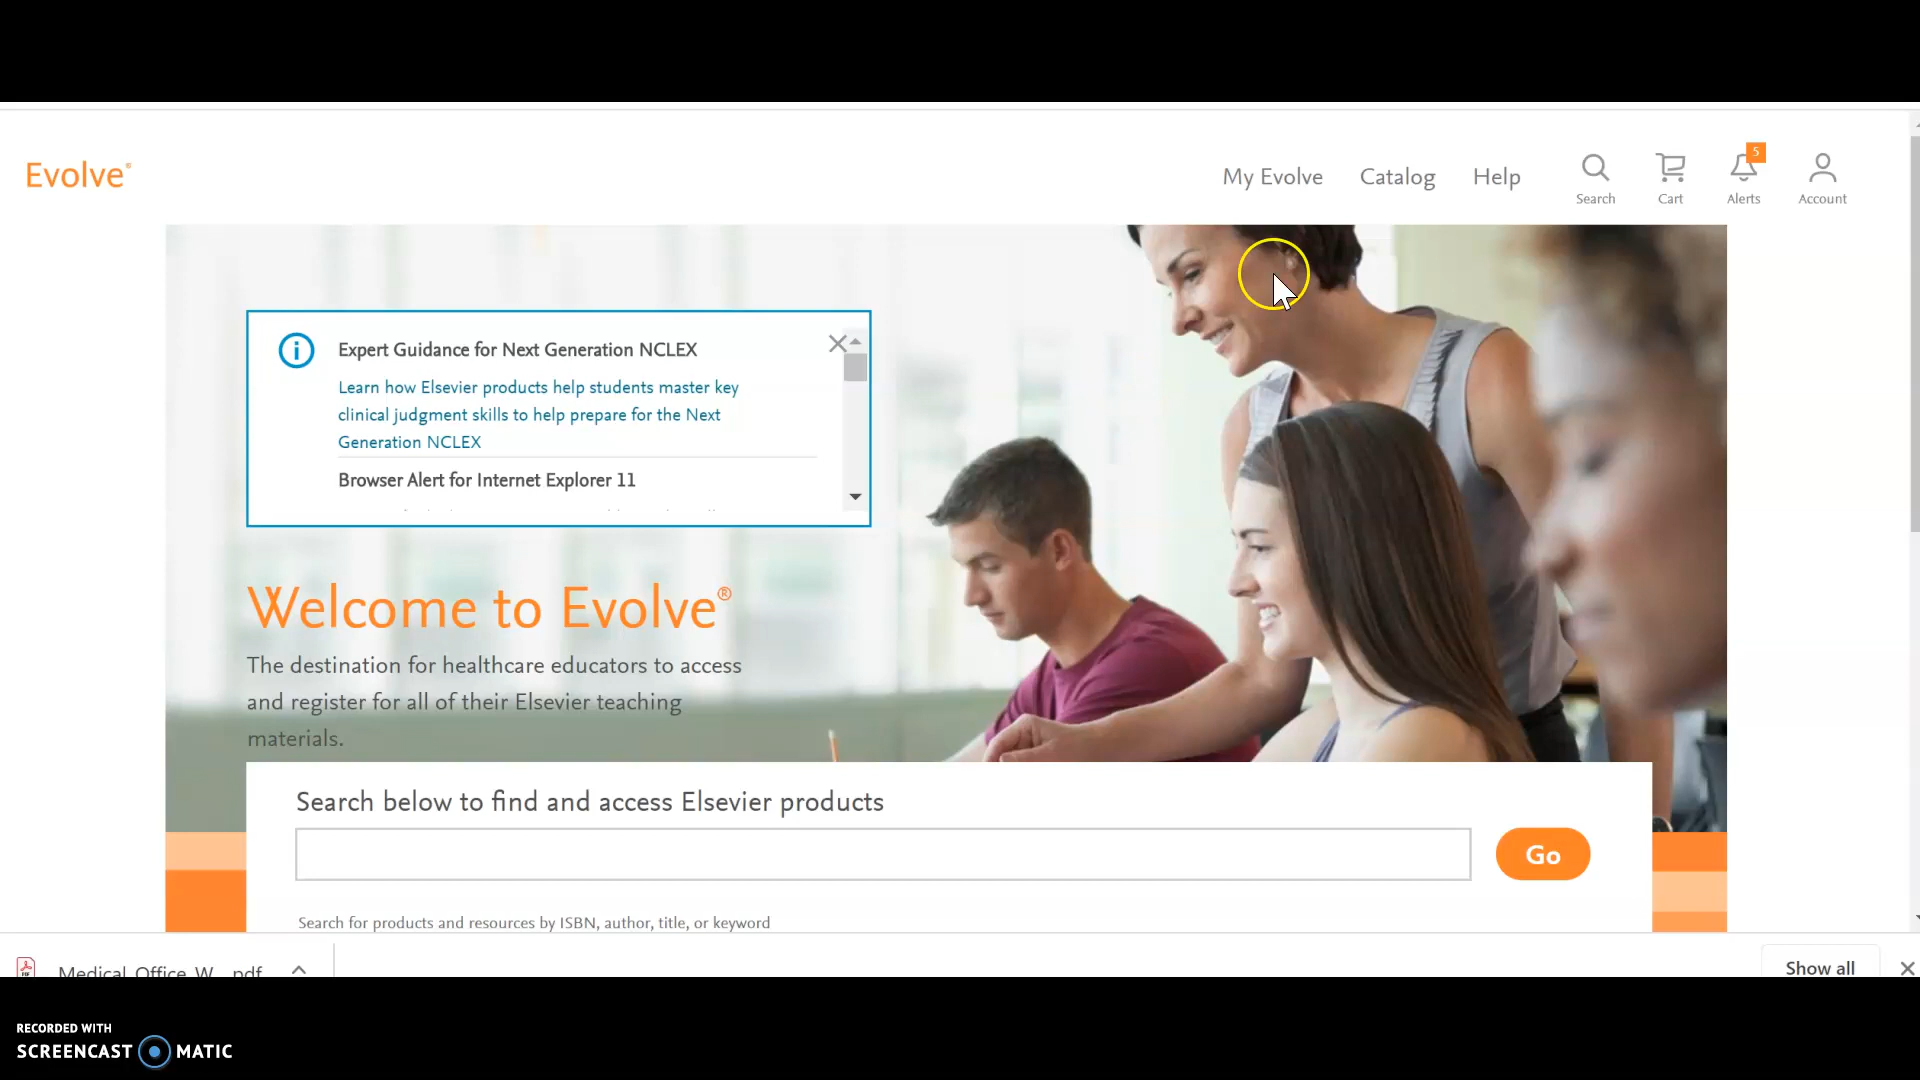 Evolve®
My Evolve
Catalog
Help
Search
Cart
5
Alerts
Account
Expert Guidance for Next Generation NCLEX
Learn how Elsevier products help students master key
clinical judgment skills to help prepare for the Next
Generation NCLEX
Browser Alert for Internet Explorer 11
Welcome to Evolve®
The destination for healthcare educators to access
and register for all of their Elsevier teaching
materials.
Search below to find and access Elsevier products
Go
Search for products and resources by ISBN, author, title, or keyword
Medical_Office_W....pdf
Show all
RECORDED WITH
SCREENCAST MATIC